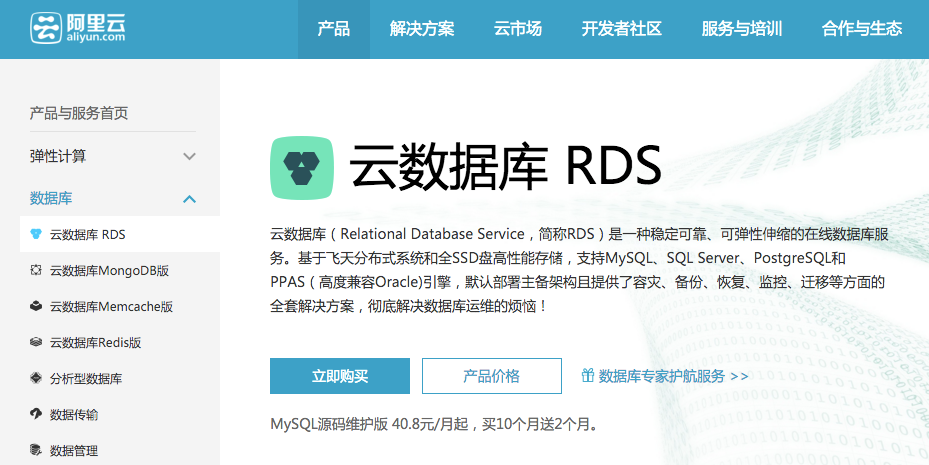 阿里云
aliyun.com
产品
解决方案
云市场
开发者社区
服务与培训
合作与生态
产品与服务首页
弹性计算
数据库
云数据库 RDS
云数据库MongoDB版
云数据库Memcache版
云数据库Redis版
分析型数据库
数据传输
数据管理
云数据库 RDS
云数据库（Relational Database Service，简称RDS）是一种稳定可靠、可弹性伸缩的在线数据库服
务。基于飞天分布式系统和全SSD盘高性能存储，支持MySQL、SQL Server、PostgreSQL和
PPAS（高度兼容Oracle)引擎，默认部署主备架构且提供了容灾、备份、恢复、监控、迁移等方面的
全套解决方案，彻底解决数据库运维的烦恼！
立即购买
产品价格
数据库专家护航服务 >>
MySQL源码维护版 40.8元/月起，买10个月送2个月。